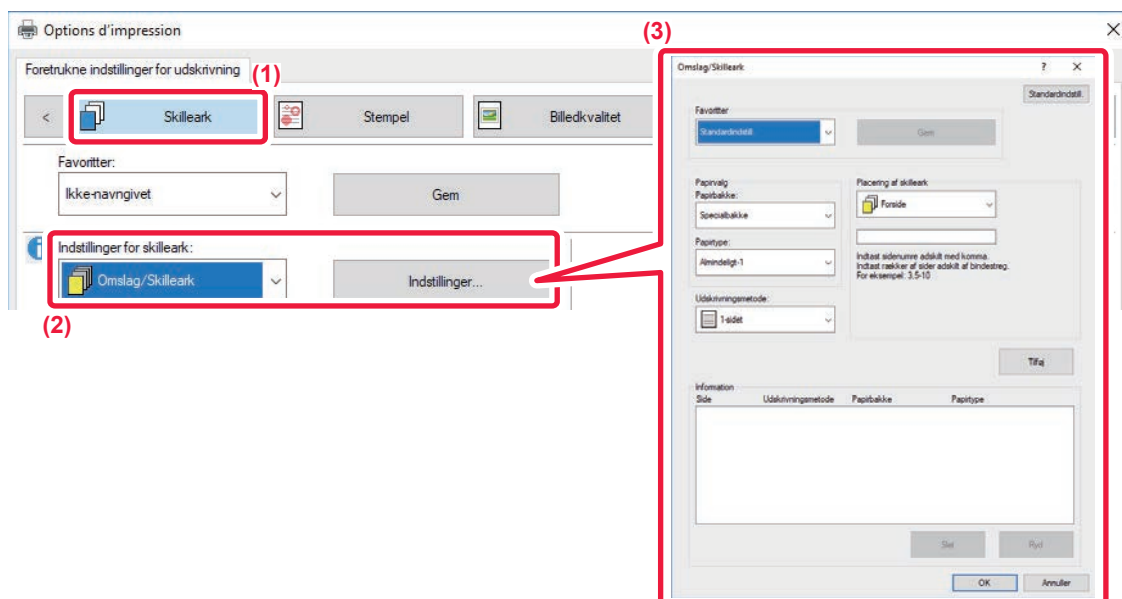 Options d'impression
(3)
Foretrukne indstillinger for udskrivning
(1)
< Skilleark Stempel Billedkvalitet
Favoritter:
Ikke-navngivet Gem
Indstillinger for skilleark:
Omslag/Skilleark Indstillinger...
(2)
Omslag/Skilleark ? X
Standardindstill.
Favoritter
Standardindstill Gem
Papirvalg
Papirbakke:
Specialbakke
Papirtype:
Almindeligt-1
Udskrivningsmetode:
1-sidet
Placering af skilleark
Forside
Indtast sidenumre adskilt med komma.
Indtast rækker af sider adskilt af bindestreg.
For eksempel: 3,5-10
Tilføj
Information
Side Udskrivningsmetode Papirbakke Papirtype
Slet Ryd
OK Annuller